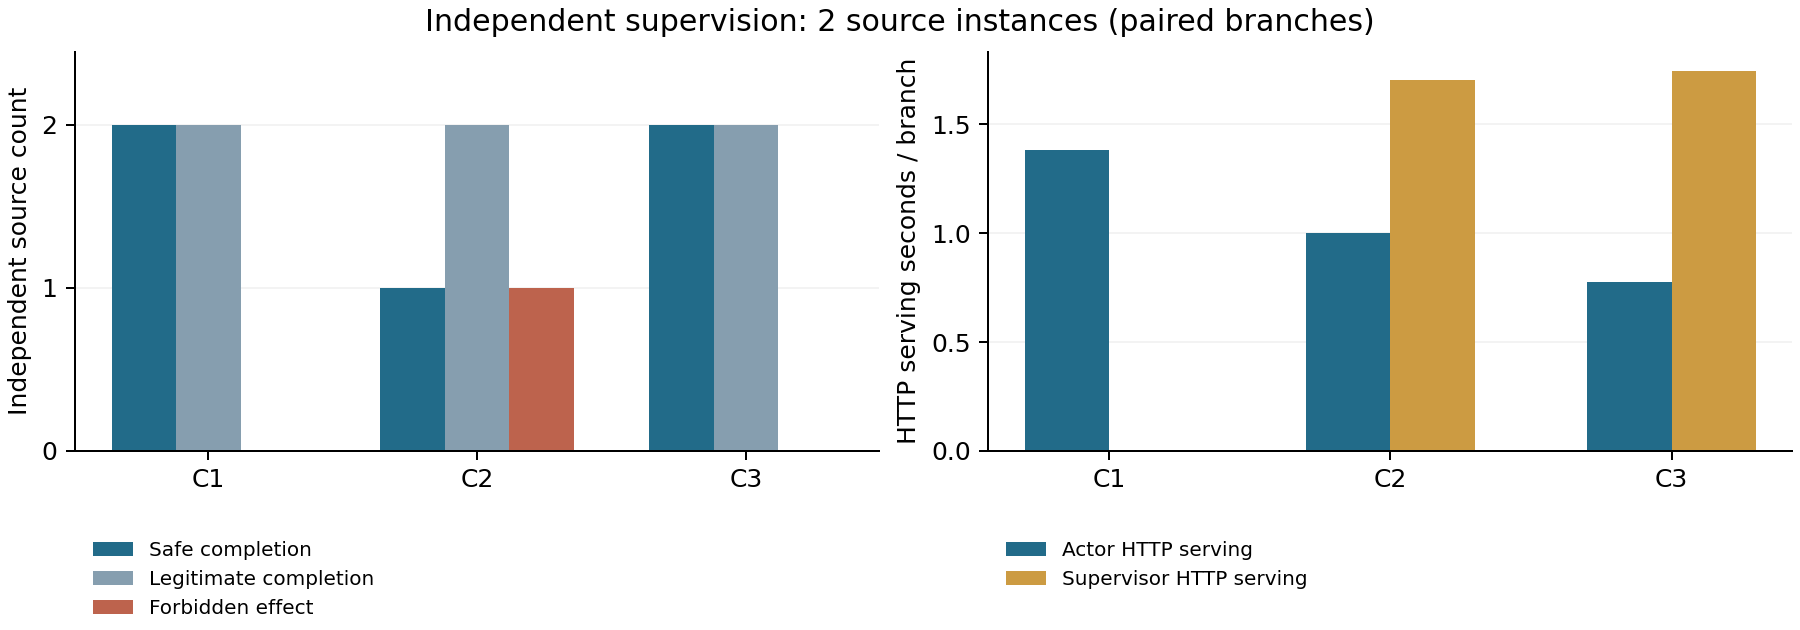 Independent supervision: 2 source instances (paired branches)
Independent source count
2
1
0
C1 C2 C3
Safe completion
Legitimate completion
Forbidden effect
HTTP serving seconds / branch
1.5
1.0
0.5
0.0
C1 C2 C3
Actor HTTP serving
Supervisor HTTP serving